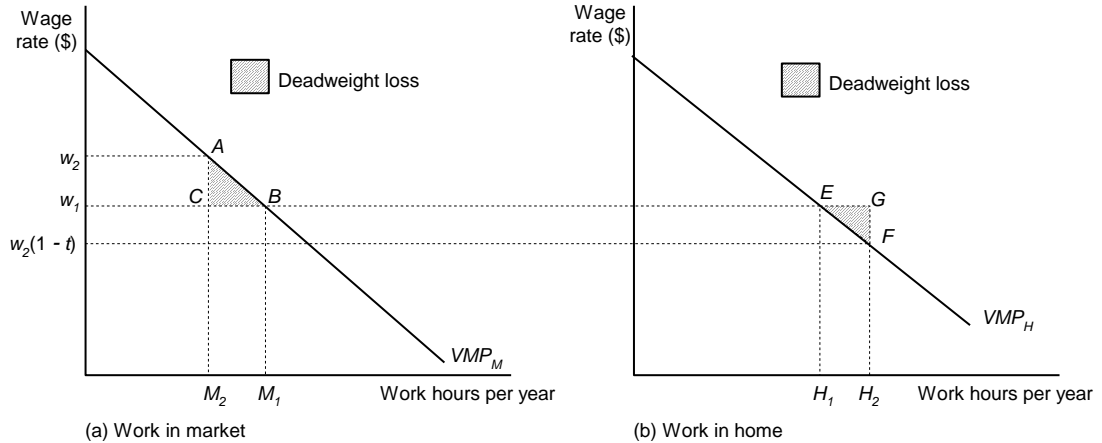 Wage
rate ($)
Deadweight loss
A
w2
C
B
w1
w2(1 - t)
VMPM
M2
M1
Work hours per year
(a) Work in market
Wage
rate ($)
Deadweight loss
E
G
F
VMPH
H1
H2
Work hours per year
(b) Work in home